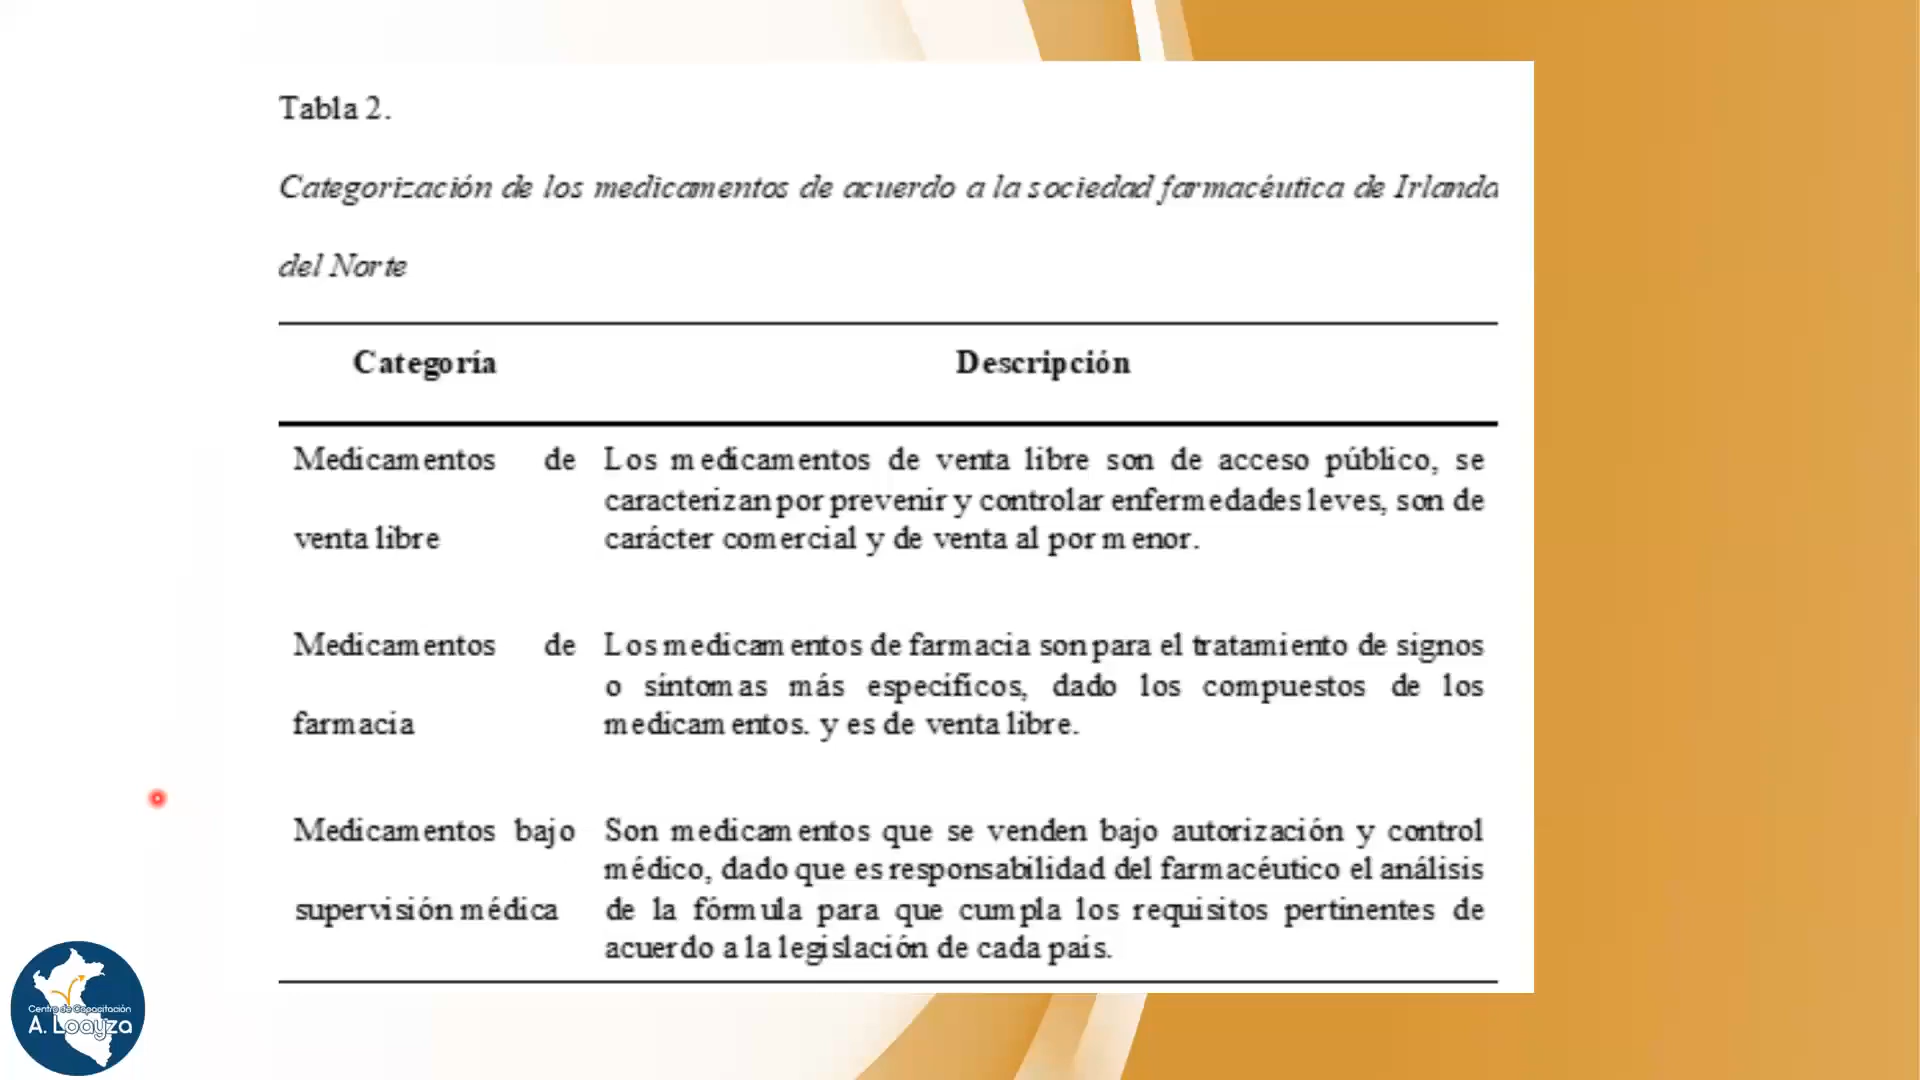 Tabla 2.
Categorización de los medicamentos de acuerdo a la sociedad farmacéutica de Irlanda
del Norte
Categoría
Descripción
Medicamentos de
venta libre
Los medicamentos de venta libre son de acceso público, se
caracterizan por prevenir y controlar enfermedades leves, son de
carácter comercial y de venta al por menor.
Medicamentos de
farmacia
Los medicamentos de farmacia son para el tratamiento de signos
o síntomas más específicos, dado los compuestos de los
medicamentos. y es de venta libre.
Medicamentos bajo
supervisión médica
Son medicamentos que se venden bajo autorización y control
médico, dado que es responsabilidad del farmacéutico el análisis
de la fórmula para que cumpla los requisitos pertinentes de
acuerdo a la legislación de cada país.
Centro de Capacitación
A. Loayza